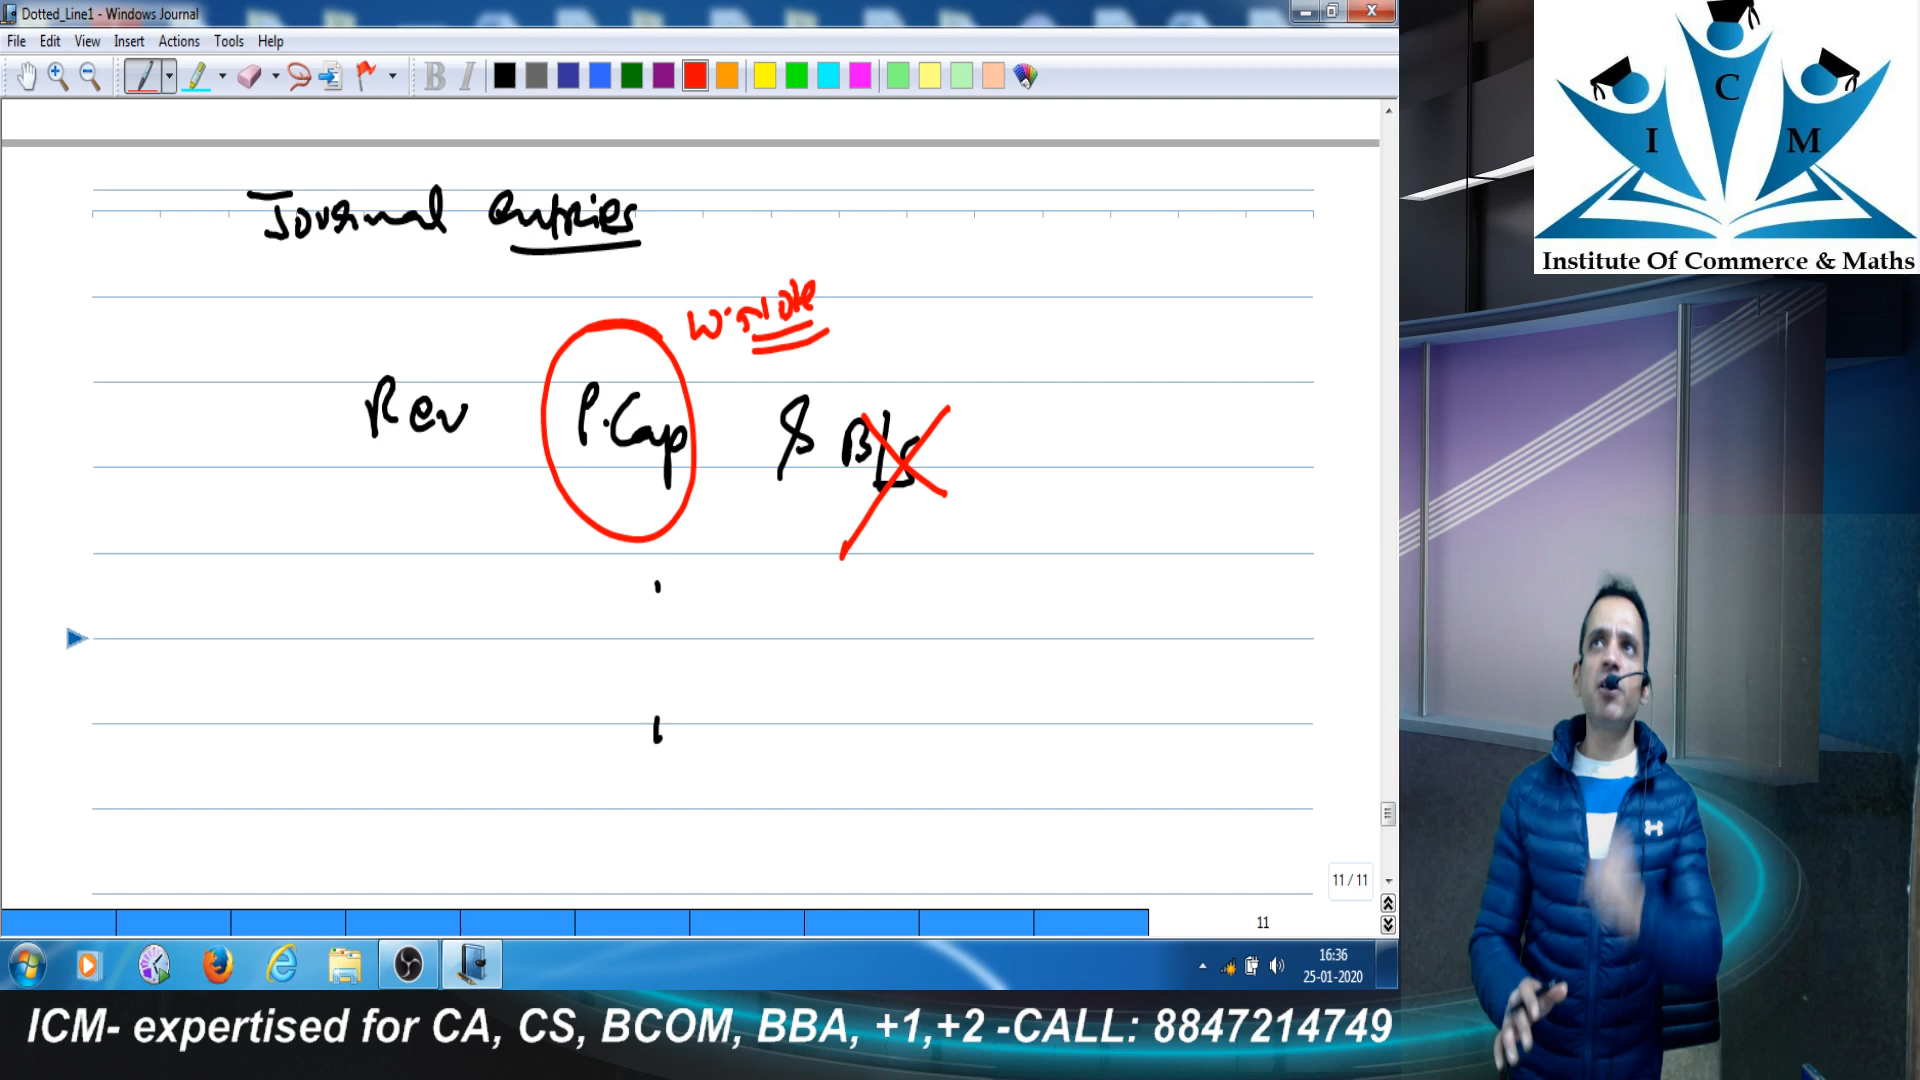 Dotted_Line1 - Windows Journal
File Edit View Insert Actions Tools Help
B I
Journal entries
W. Note
Rev P.Cap & B/S
11 / 11
11
16:36
25-01-2020
I C M
Institute Of Commerce & Maths
ICM- expertised for CA, CS, BCOM, BBA, +1,+2 -CALL: 8847214749